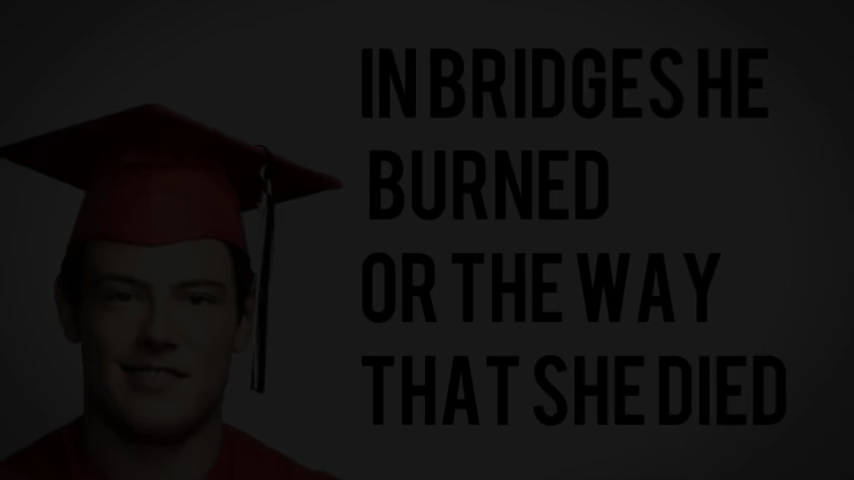 IN BRIDGES HE
BURNED
OR THE WAY
THAT SHE DIED